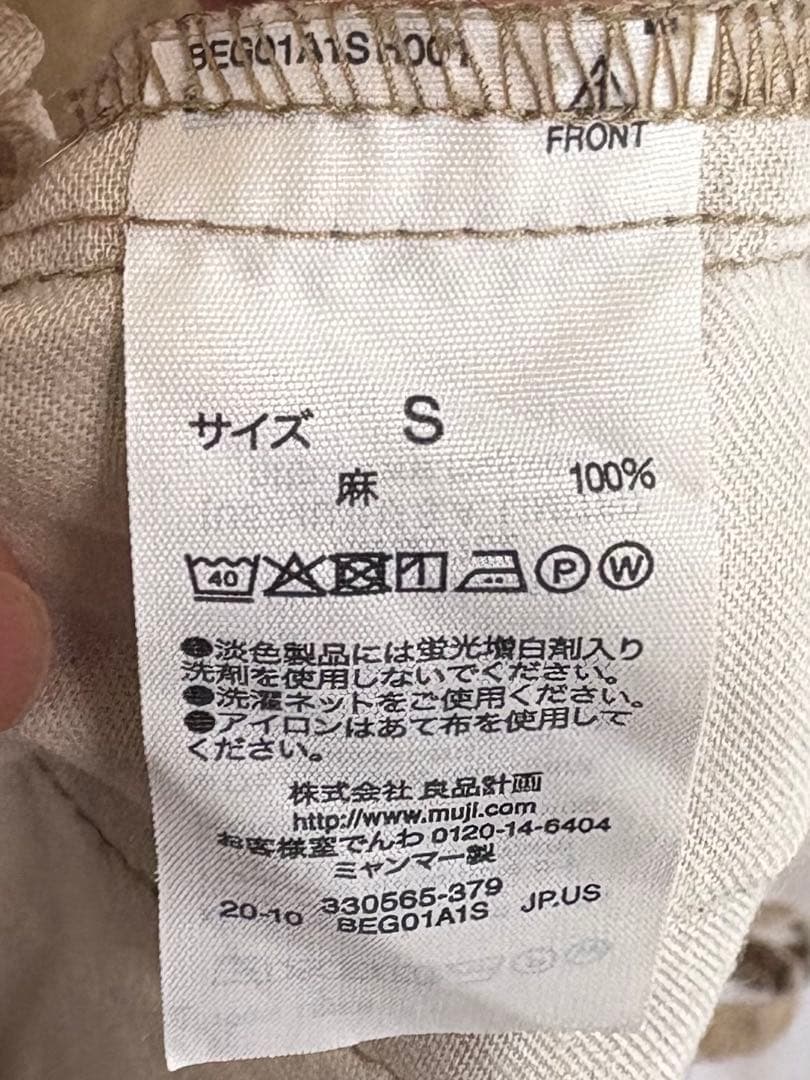 BEG01A1S
FRONT
サイズ S
麻 100%
40 P W
●淡色製品には蛍光増白剤入り
洗剤を使用しないでください。
●洗濯ネットをご使用ください。
●アイロンはあて布を使用して
ください。
株式会社 良品計画
http://www.muji.com
お客様室でんわ 0120-14-6404
ミャンマー製
20-10 330565-379 JP.US
BEG01A1S